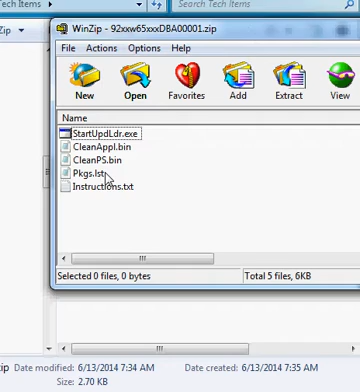 Tech Items
Search Tech Items
Zip
WinZip - 92xxw65xxxDBA00001.zip
File Actions Options Help
New Open Favorites Add Extract View
Name
StartUpdLdr.exe
CleanAppl.bin
CleanPS.bin
Pkgs.lst
Instructions.txt
Selected 0 files, 0 bytes Total 5 files, 6KB
zip Date modified: 6/13/2014 7:34 AM Date created: 6/13/2014 7:35 AM
Size: 2.70 KB